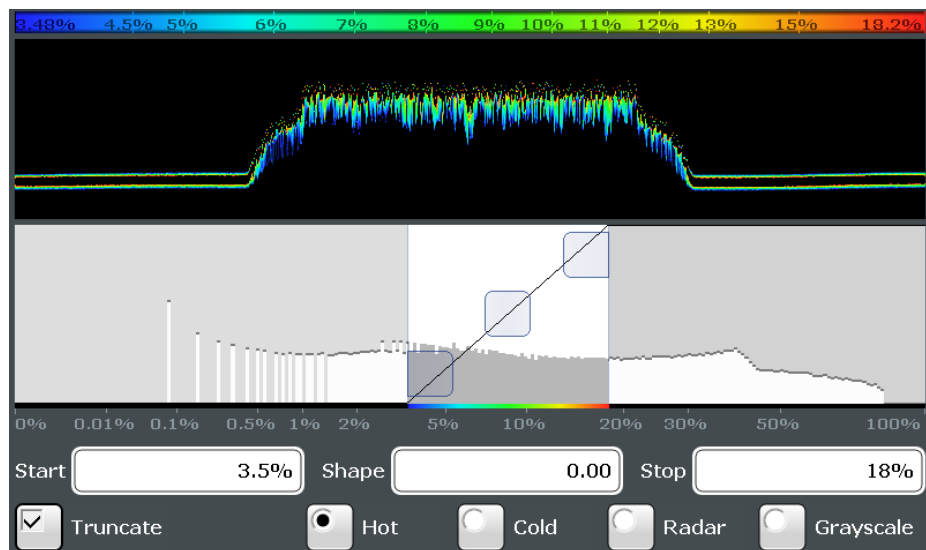 3.48% 4.5% 5% 6% 7% 8% 9% 10% 11% 12% 13% 15% 18.2%
0% 0.01% 0.1% 0.5% 1% 2% 5% 10% 20% 30% 50% 100%
Start 3.5% Shape 0.00 Stop 18%
Truncate Hot Cold Radar Grayscale